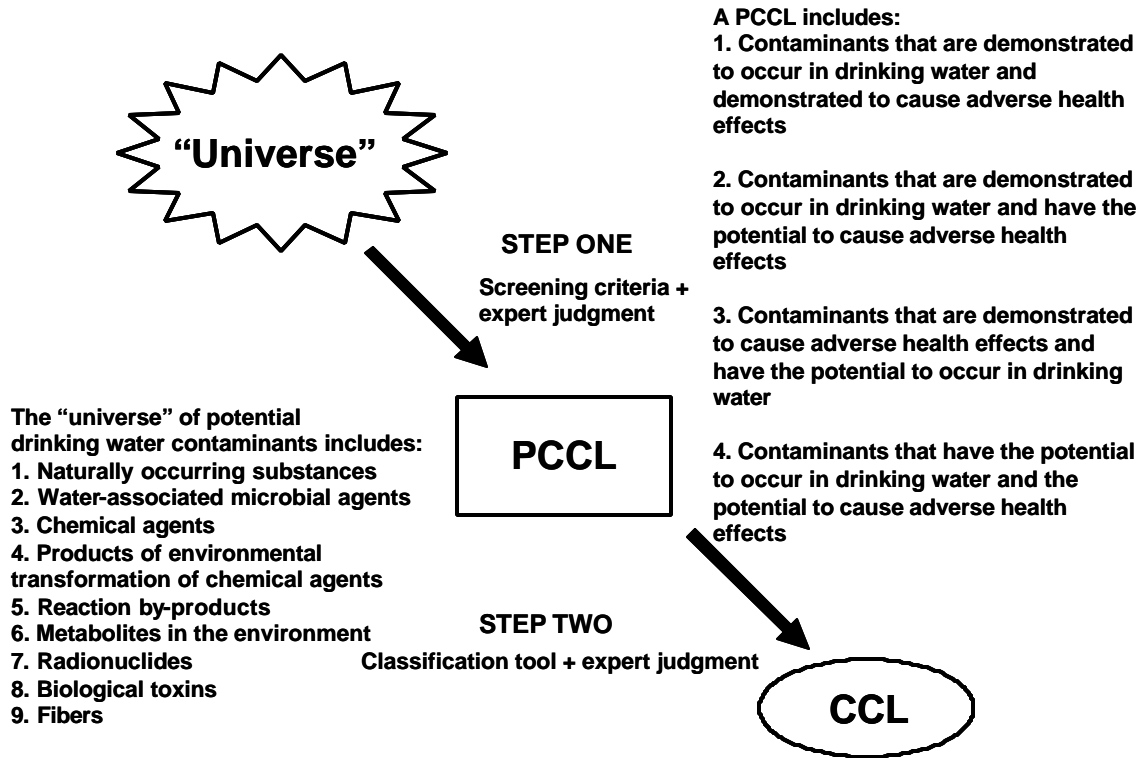 “Universe”
STEP ONE
Screening criteria +
expert judgment
A PCCL includes:
1. Contaminants that are demonstrated
to occur in drinking water and
demonstrated to cause adverse health
effects
2. Contaminants that are demonstrated
to occur in drinking water and have the
potential to cause adverse health
effects
3. Contaminants that are demonstrated
to cause adverse health effects and
have the potential to occur in drinking
water
4. Contaminants that have the potential
to occur in drinking water and the
potential to cause adverse health
effects
PCCL
The “universe” of potential
drinking water contaminants includes:
1. Naturally occurring substances
2. Water-associated microbial agents
3. Chemical agents
4. Products of environmental
transformation of chemical agents
5. Reaction by-products
6. Metabolites in the environment
7. Radionuclides
8. Biological toxins
9. Fibers
STEP TWO
Classification tool + expert judgment
CCL